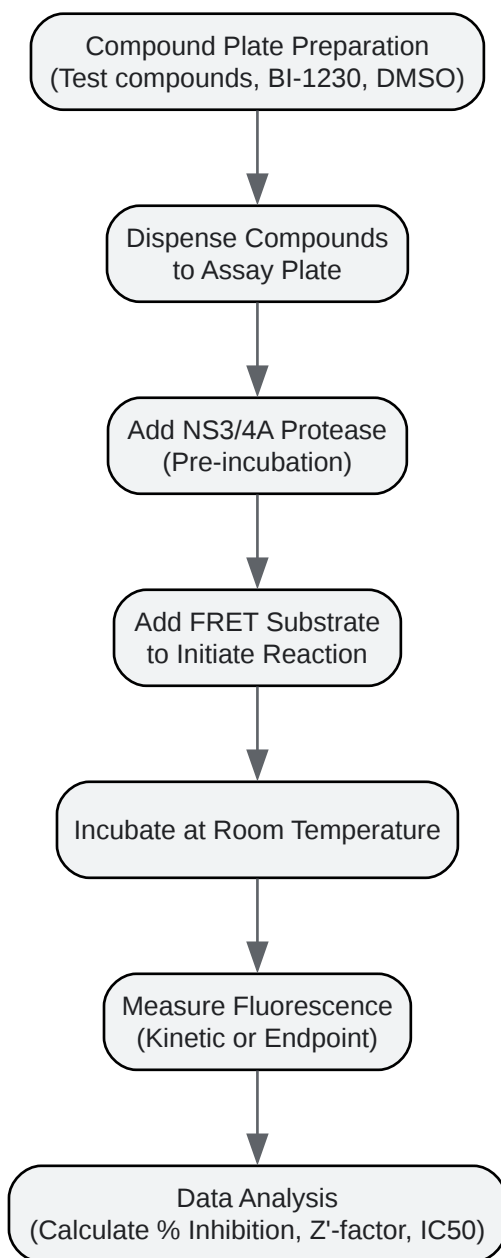 Compound Plate Preparation
(Test compounds, BI-1230, DMSO)
Dispense Compounds
to Assay Plate
Add NS3/4A Protease
(Pre-incubation)
Add FRET Substrate
to Initiate Reaction
Incubate at Room Temperature
Measure Fluorescence
(Kinetic or Endpoint)
Data Analysis
(Calculate % Inhibition, Z'-factor, IC50)